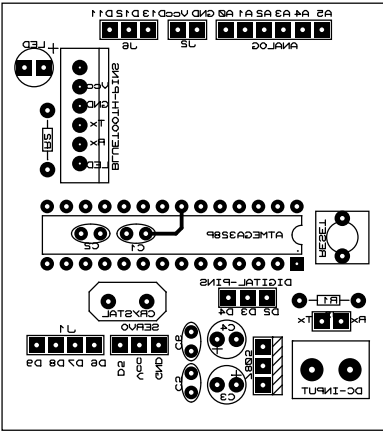 D11 D12 D13 Vcc GND A0 A1 A2 A3 A4 A5
J6 J2 ANALOG
LED +
Vcc
GND
Tx
Rx
LED
BLUETOOTH-PINS
R2
C2 C1 ATMEGA328P
RESET
DIGITAL-PINS
D4 D3 D2
CRYSTAL
R1
Tx Rx
J1 SERVO
D9 D8 D7 D6 D5 Vcc GND
C6 C4 +
C5 C3 +
7805
DC-INPUT